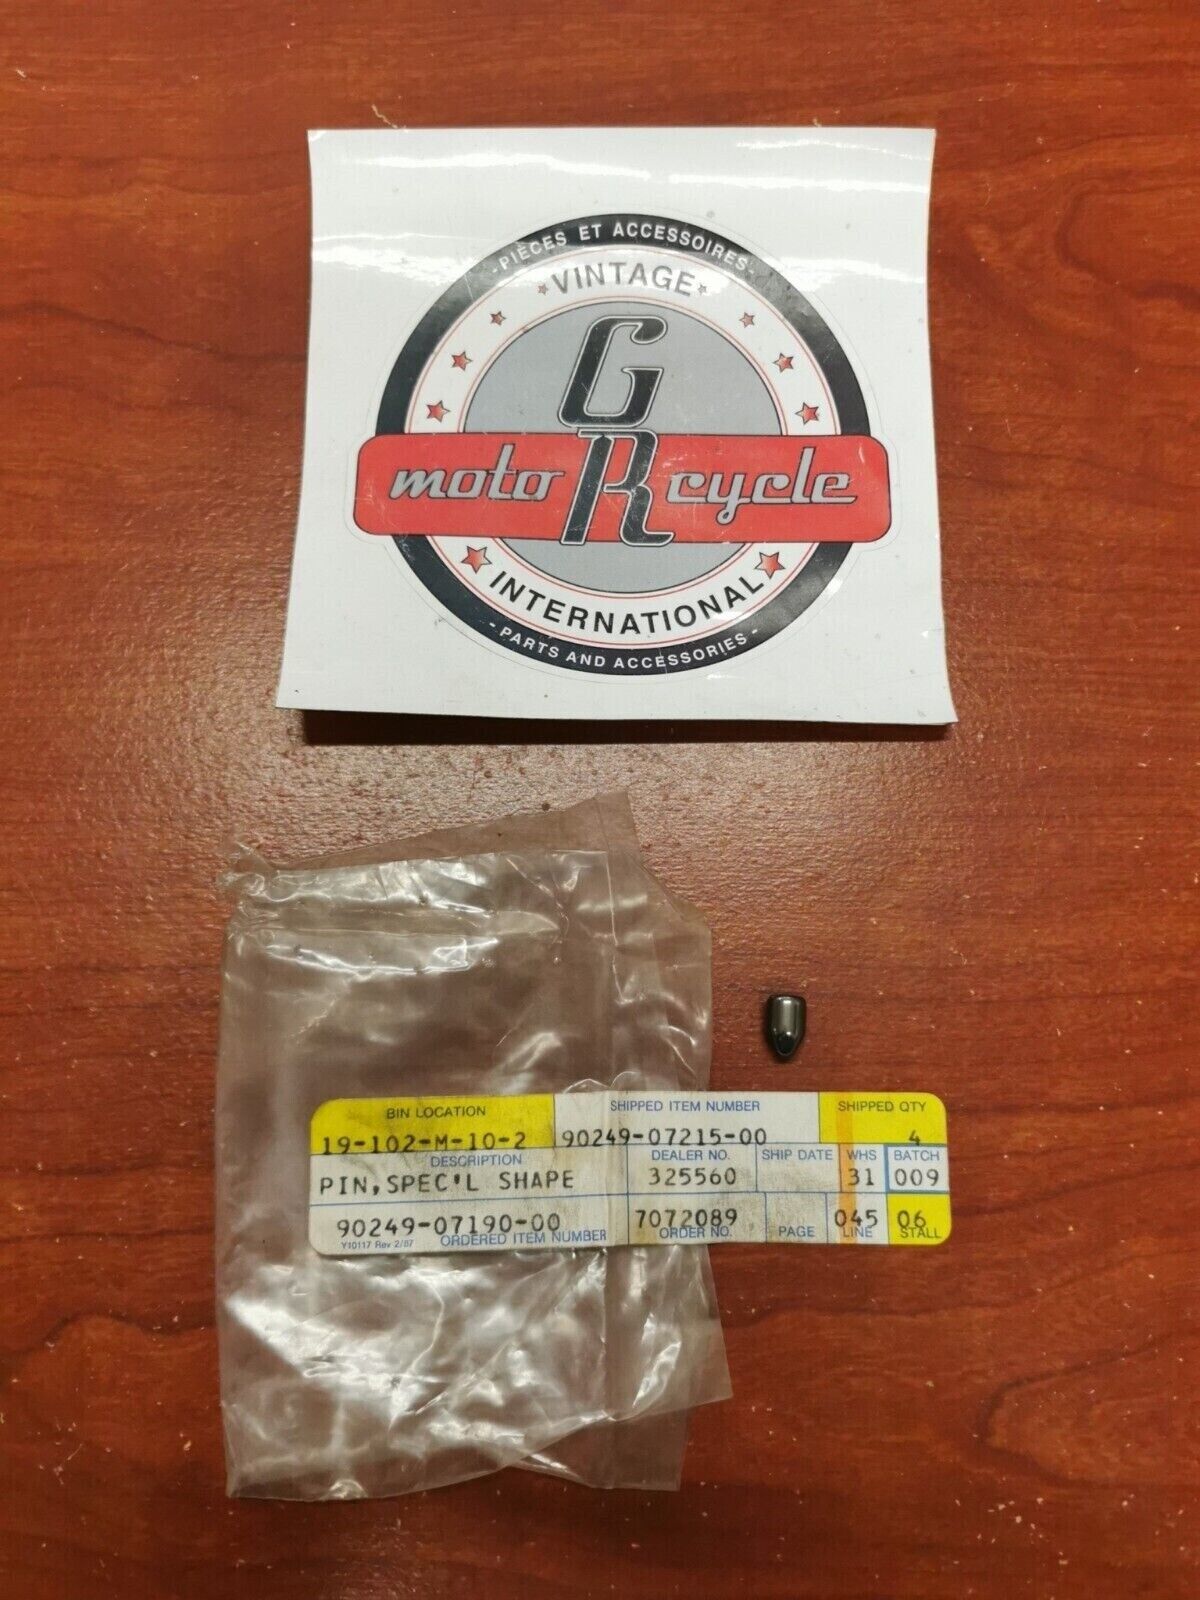 -PIÈCES ET ACCESSOIRES-
VINTAGE
G
moto R cycle
INTERNATIONAL
- PARTS AND ACCESSORIES -
BIN LOCATION SHIPPED ITEM NUMBER SHIPPED QTY
19-102-M-10-2 90249-07215-00 4
DESCRIPTION DEALER NO. SHIP DATE WHS BATCH
PIN,SPEC'L SHAPE 325560 31 009
90249-07190-00 7072089 045 06
Y10117 Rev 2/87 ORDERED ITEM NUMBER ORDER NO. PAGE LINE STALL